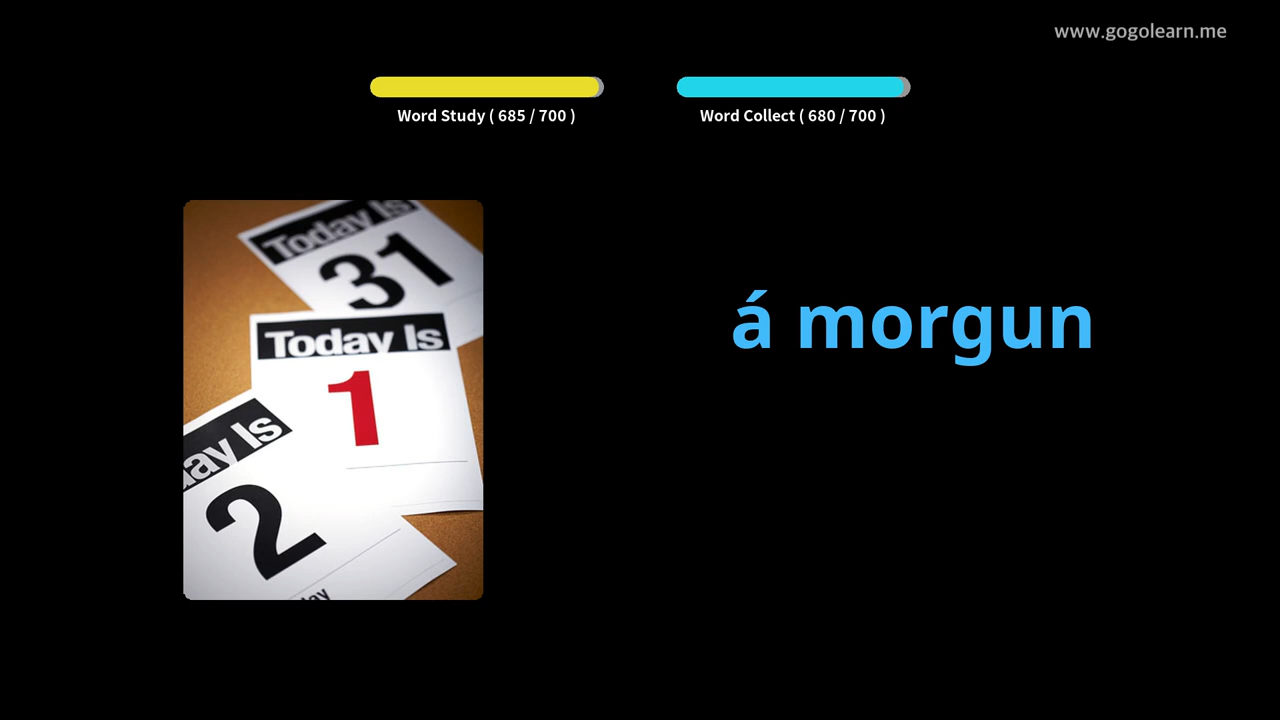 www.gogolearn.me
Word Study ( 685 / 700 )
Word Collect ( 680 / 700 )
Today Is
31
Today Is
1
á morgun
ay Is
2